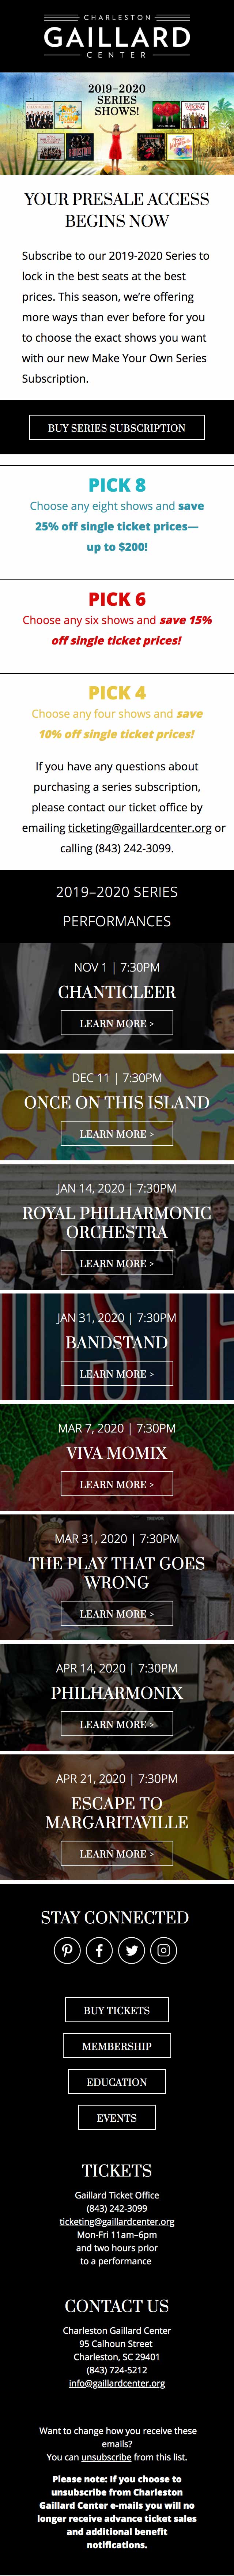 CHARLESTON
GAILLARD
CENTER
2019–2020
SERIES
SHOWS!
YOUR PRESALE ACCESS
BEGINS NOW
Subscribe to our 2019-2020 Series to
lock in the best seats at the best
prices. This season, we’re offering
more ways than ever before for you
to choose the exact shows you want
with our new Make Your Own Series
Subscription.
BUY SERIES SUBSCRIPTION
PICK 8
Choose any eight shows and save
25% off single ticket prices—
up to $200!
PICK 6
Choose any six shows and save 15%
off single ticket prices!
PICK 4
Choose any four shows and save
10% off single ticket prices!
If you have any questions about
purchasing a series subscription,
please contact our ticket office by
emailing ticketing@gaillardcenter.org or
calling (843) 242-3099.
2019–2020 SERIES
PERFORMANCES
NOV 1 | 7:30PM
CHANTICLEER
LEARN MORE >
DEC 11 | 7:30PM
ONCE ON THIS ISLAND
LEARN MORE >
JAN 14, 2020 | 7:30PM
ROYAL PHILHARMONIC
ORCHESTRA
LEARN MORE >
JAN 31, 2020 | 7:30PM
BANDSTAND
LEARN MORE >
MAR 7, 2020 | 7:30PM
VIVA MOMIX
LEARN MORE >
MAR 31, 2020 | 7:30PM
THE PLAY THAT GOES
WRONG
LEARN MORE >
APR 14, 2020 | 7:30PM
PHILHARMONIX
LEARN MORE >
APR 21, 2020 | 7:30PM
ESCAPE TO
MARGARITAVILLE
LEARN MORE >
STAY CONNECTED
BUY TICKETS
MEMBERSHIP
EDUCATION
EVENTS
TICKETS
Gaillard Ticket Office
(843) 242-3099
ticketing@gaillardcenter.org
Mon-Fri 11am–6pm
and two hours prior
to a performance
CONTACT US
Charleston Gaillard Center
95 Calhoun Street
Charleston, SC 29401
(843) 724-5212
info@gaillardcenter.org
Want to change how you receive these
emails?
You can unsubscribe from this list.
Please note: If you choose to
unsubscribe from Charleston
Gaillard Center e-mails you will no
longer receive advance ticket sales
and additional benefit
notifications.